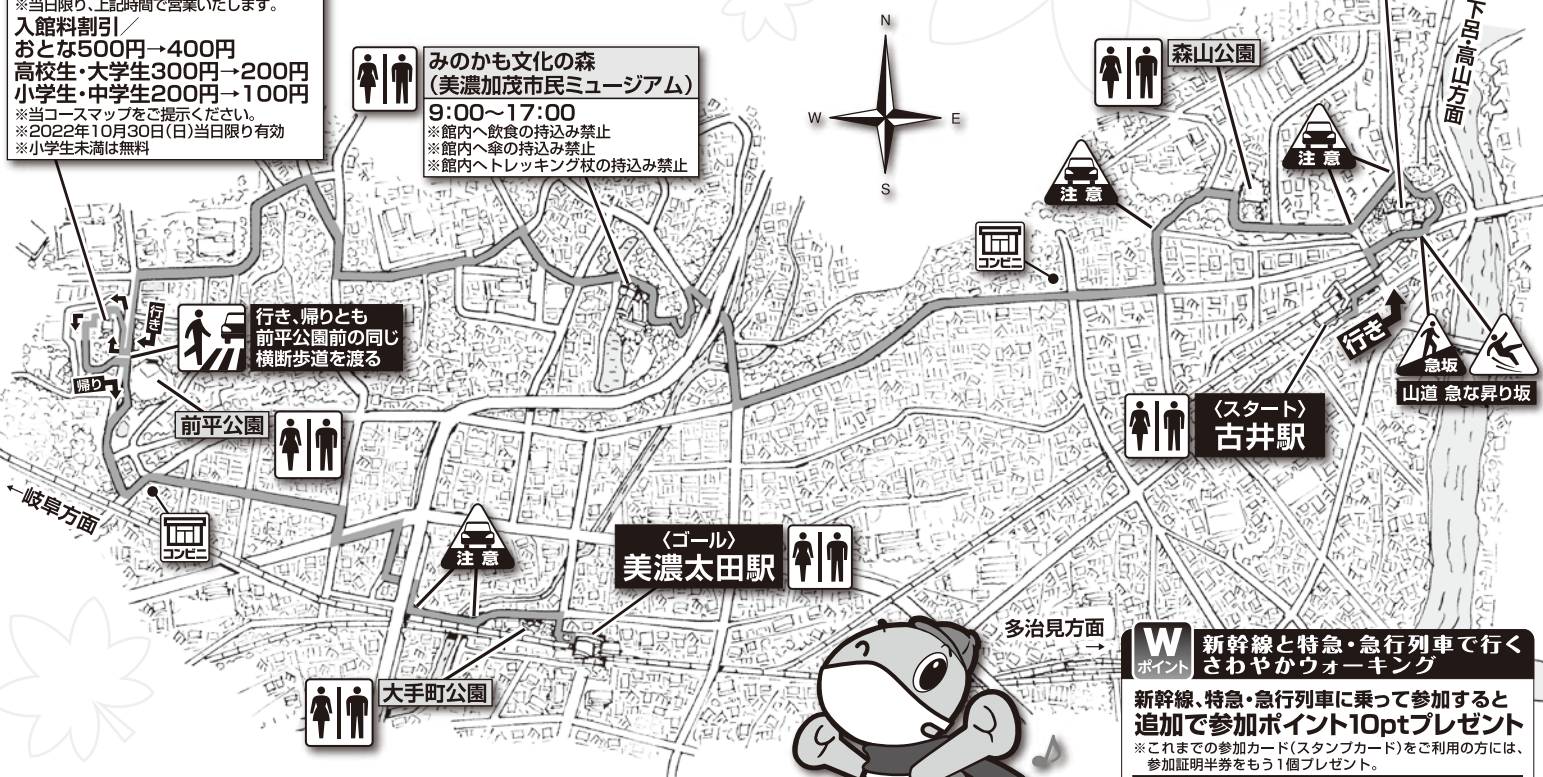 ※当日限り、上記時間で営業いたします。
入館料割引／
おとな500円→400円
高校生・大学生300円→200円
小学生・中学生200円→100円
※当コースマップをご提示ください。
※2022年10月30日(日)当日限り有効
※小学生未満は無料
みのかも文化の森
(美濃加茂市民ミュージアム)
9:00〜17:00
※館内へ飲食の持込み禁止
※館内へ傘の持込み禁止
※館内へトレッキング杖の持込み禁止
N
W
E
S
森山公園
下呂・高山方面
注意
注意
コンビニ
行き
行き、帰りとも
前平公園前の同じ
横断歩道を渡る
帰り
前平公園
行き
急坂
山道 急な昇り坂
〈スタート〉
古井駅
←岐阜方面
コンビニ
注意
〈ゴール〉
美濃太田駅
大手町公園
多治見方面
→
W
ポイント
新幹線と特急・急行列車で行く
さわやかウォーキング
新幹線、特急・急行列車に乗って参加すると
追加で参加ポイント10ptプレゼント
※これまでの参加カード(スタンプカード)をご利用の方には、
参加証明半券をもう1個プレゼント。